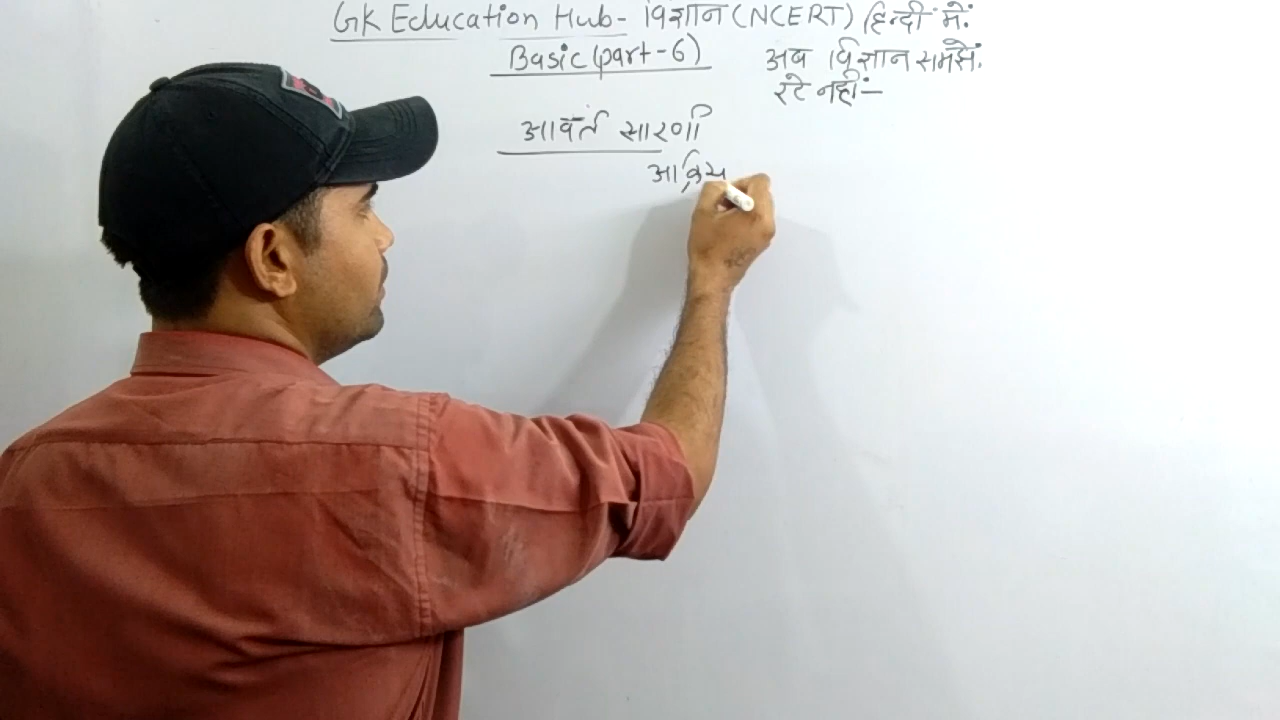 GK Education Hub- विज्ञान (NCERT) हिन्दी में.
Basic (part-6)
अब विज्ञान समझें.
रटे नहीं-
आवर्त सारणी